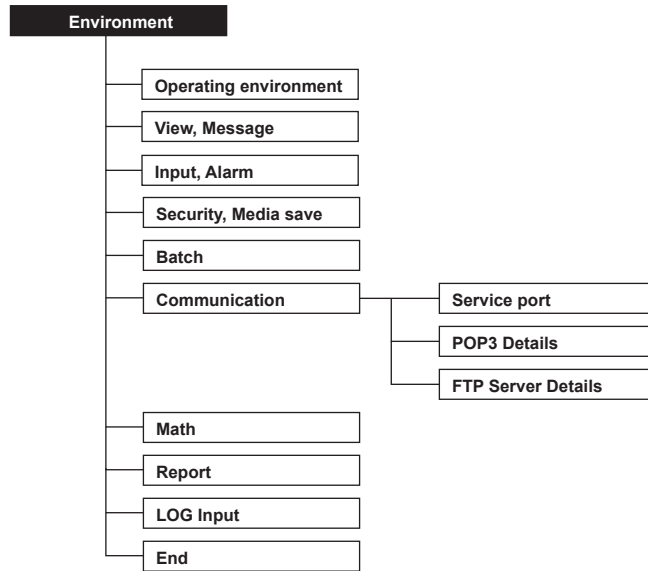 Environment
Operating environment
View, Message
Input, Alarm
Security, Media save
Batch
Communication
Service port
POP3 Details
FTP Server Details
Math
Report
LOG Input
End